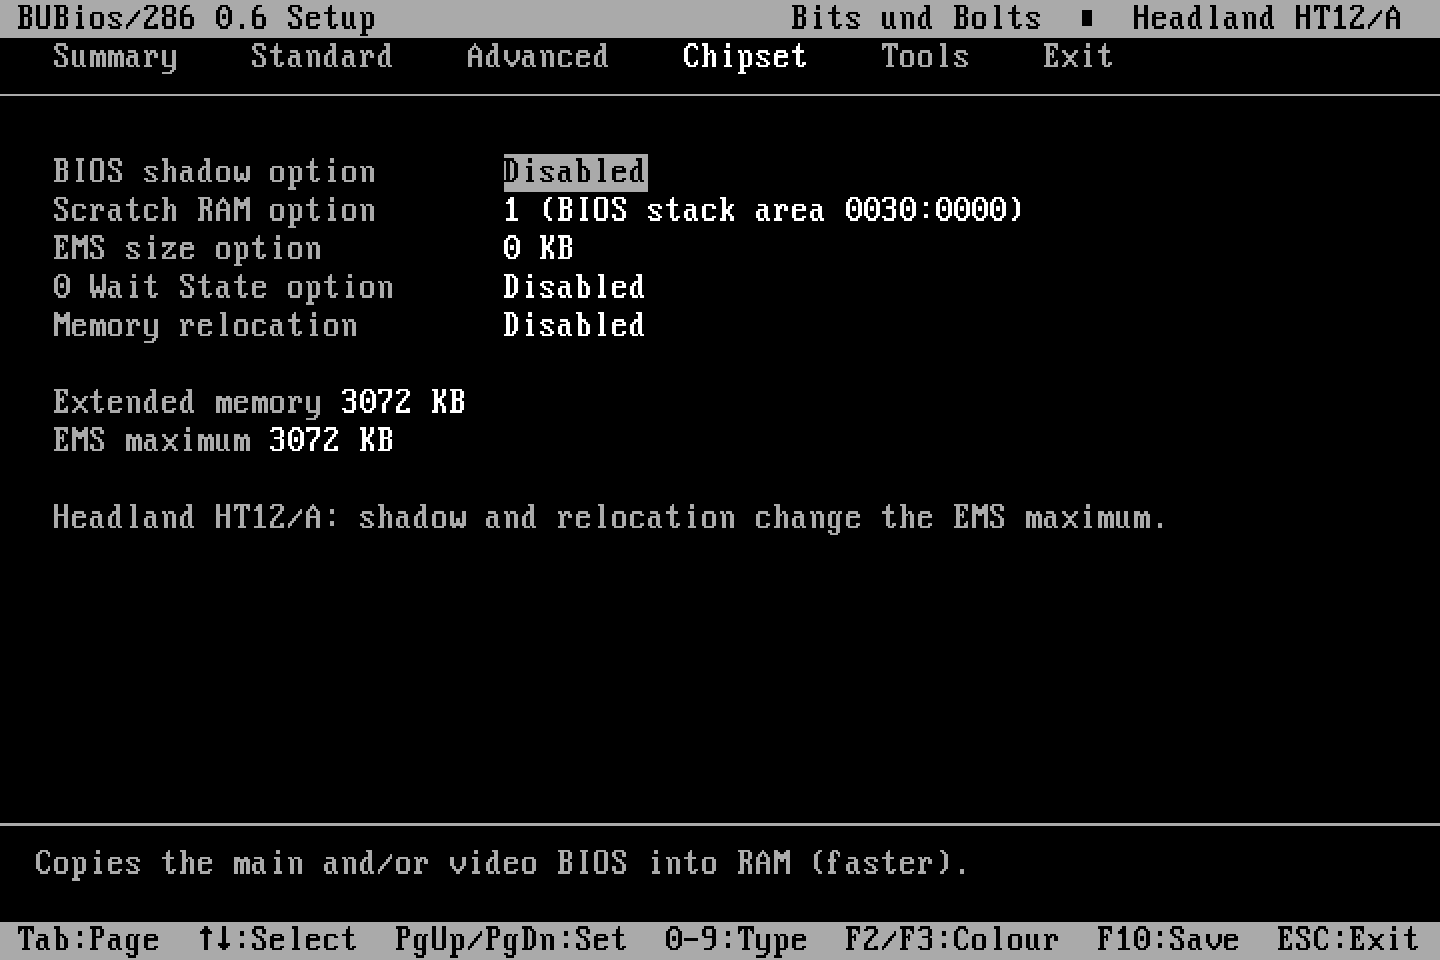 BUBios/286 0.6 Setup Bits und Bolts ▪ Headland HT12/A
Summary Standard Advanced Chipset Tools Exit
BIOS shadow option Disabled
Scratch RAM option 1 (BIOS stack area 0030:0000)
EMS size option 0 KB
0 Wait State option Disabled
Memory relocation Disabled
Extended memory 3072 KB
EMS maximum 3072 KB
Headland HT12/A: shadow and relocation change the EMS maximum.
Copies the main and/or video BIOS into RAM (faster).
Tab:Page ↑↓:Select PgUp/PgDn:Set 0-9:Type F2/F3:Colour F10:Save ESC:Exit